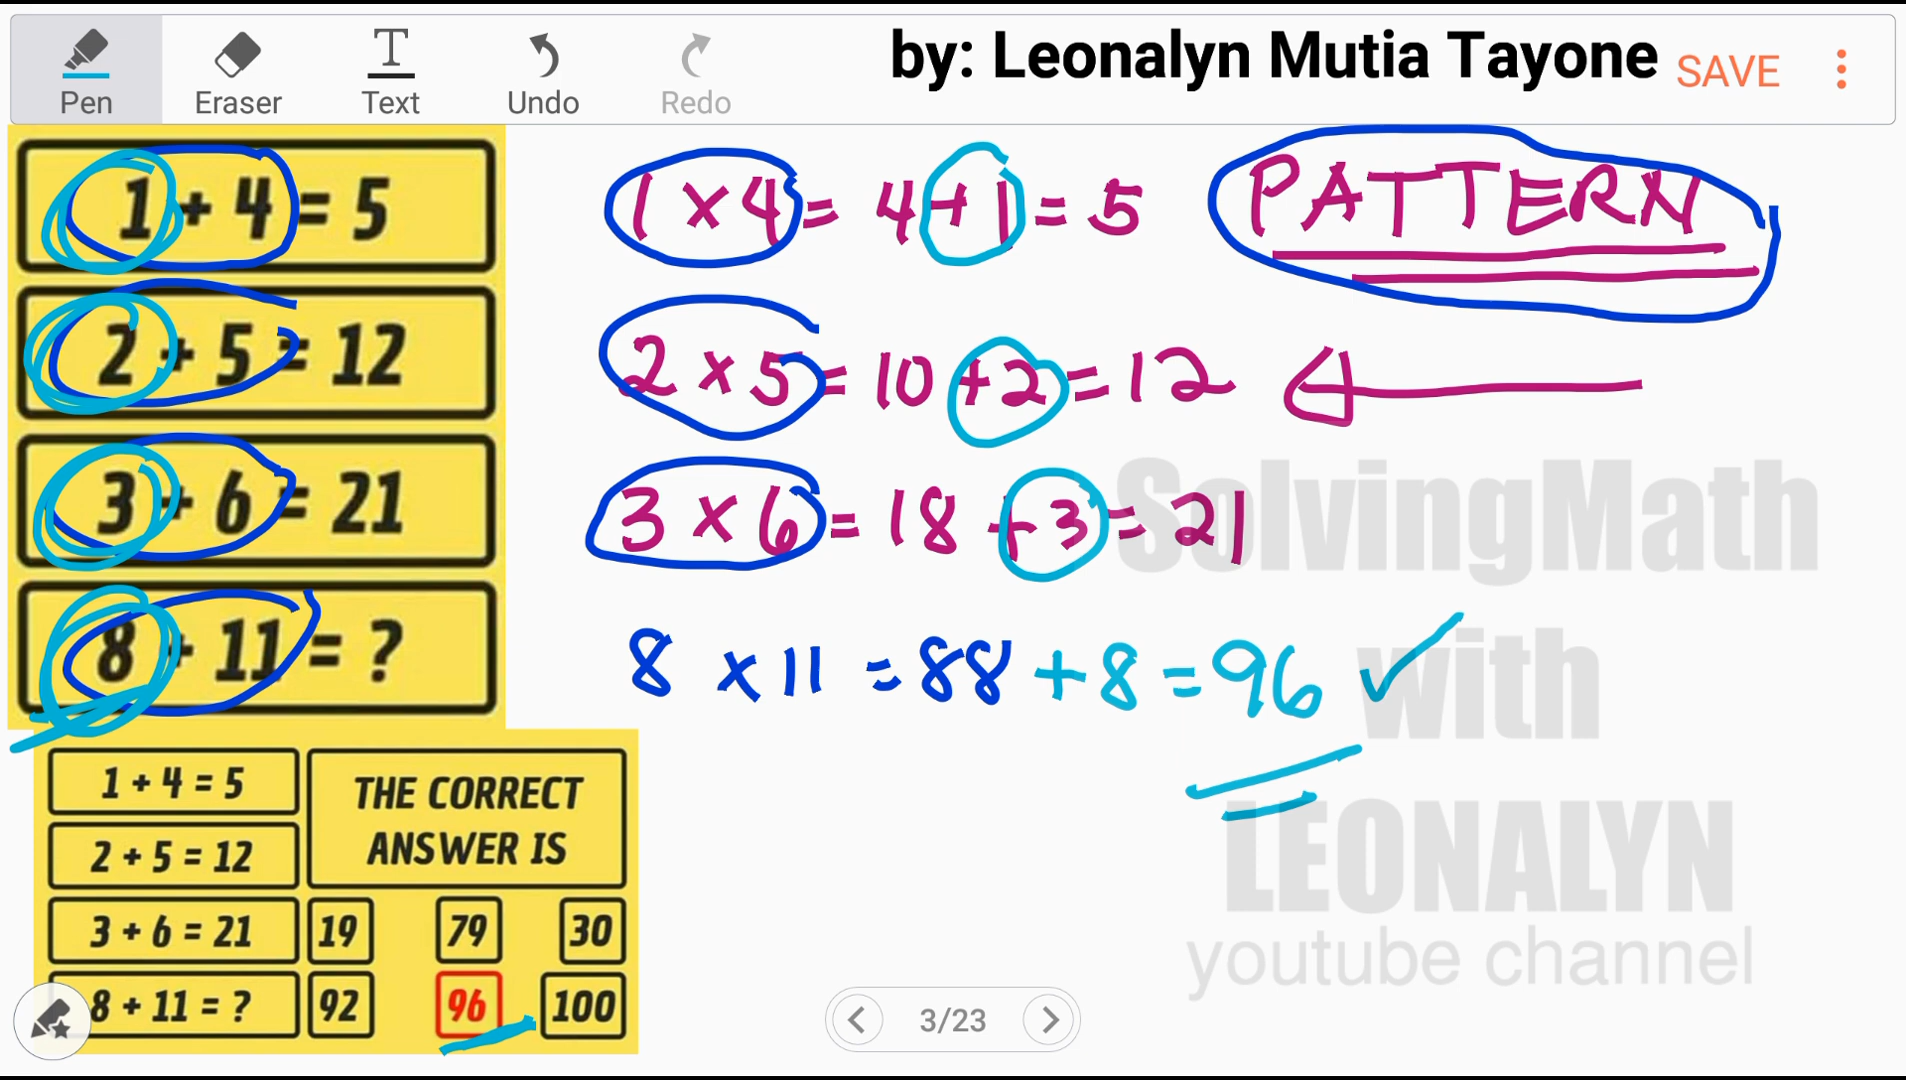 Pen
Eraser
Text
Undo
Redo
by: Leonalyn Mutia Tayone
SAVE
1 + 4 = 5
2 + 5 = 12
3 + 6 = 21
8 + 11 = ?
1 × 4 = 4 + 1 = 5
PATTERN
2 × 5 = 10 + 2 = 12
3 × 6 = 18 + 3 = 21
8 × 11 = 88 + 8 = 96 ✓
SolvingMath
with
LEONALYN
youtube channel
1 + 4 = 5
2 + 5 = 12
3 + 6 = 21
8 + 11 = ?
THE CORRECT
ANSWER IS
19 79 30
92 96 100
3/23